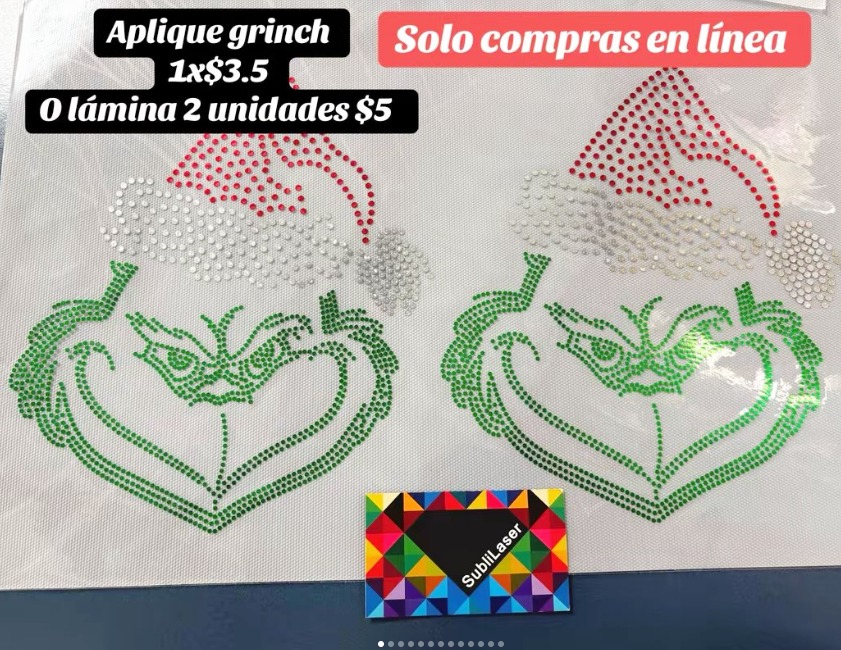 Aplique grinch
1x$3.5
O lámina 2 unidades $5
Solo compras en línea
SubliLaser